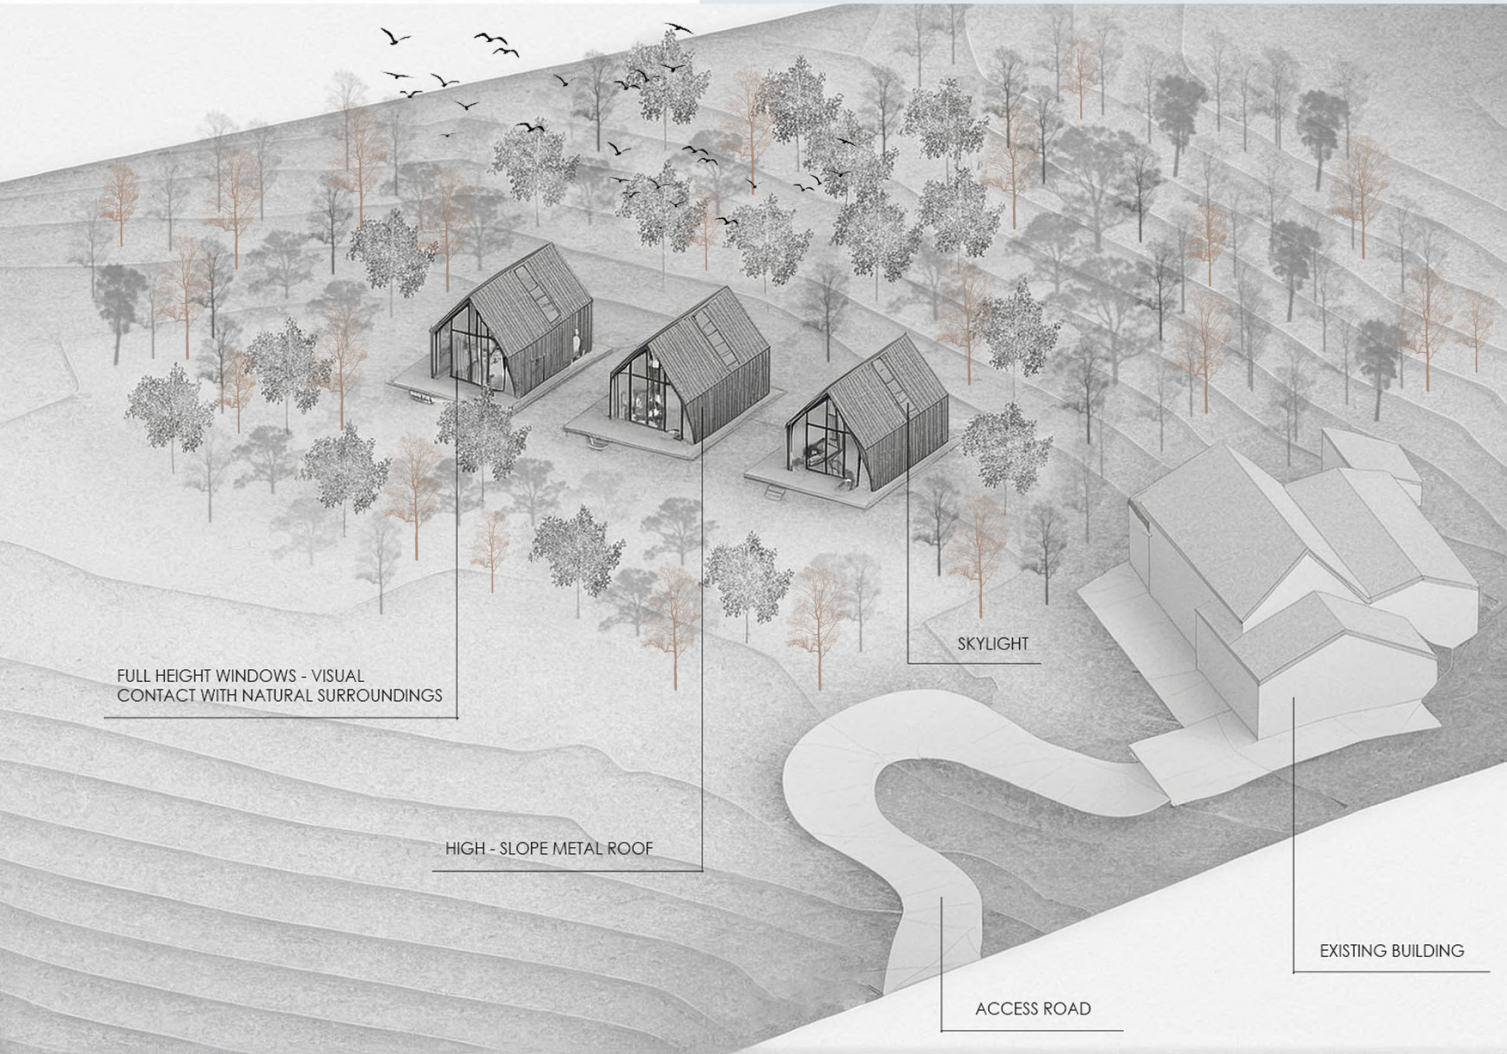 SKYLIGHT
FULL HEIGHT WINDOWS - VISUAL
CONTACT WITH NATURAL SURROUNDINGS
HIGH - SLOPE METAL ROOF
EXISTING BUILDING
ACCESS ROAD